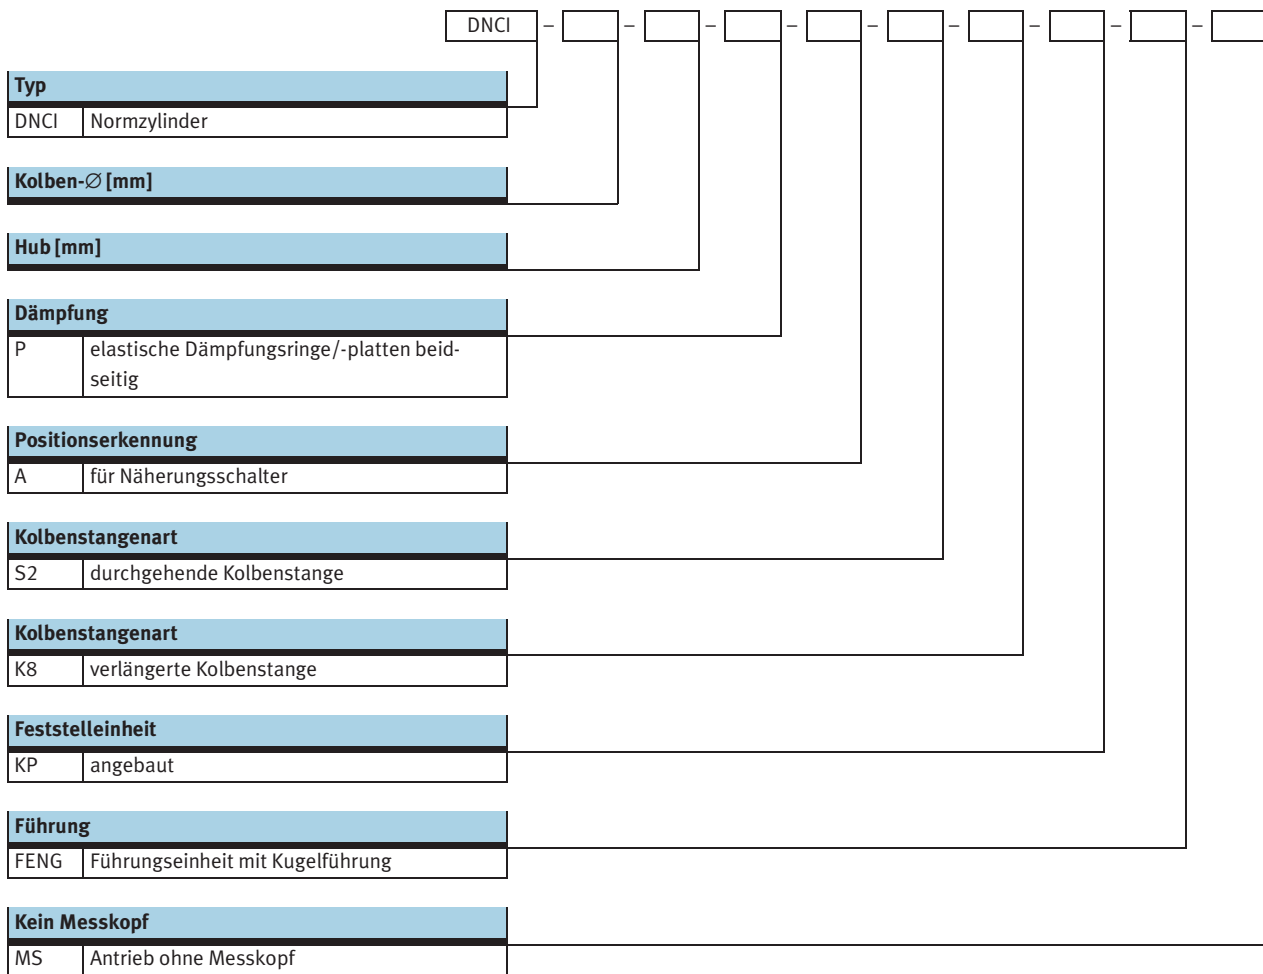 DNCI – – – – – – – – –
Typ
DNCI Normzylinder
Kolben-∅ [mm]
Hub [mm]
Dämpfung
P elastische Dämpfungsringe/-platten beid-
seitig
Positionserkennung
A für Näherungsschalter
Kolbenstangenart
S2 durchgehende Kolbenstange
Kolbenstangenart
K8 verlängerte Kolbenstange
Feststelleinheit
KP angebaut
Führung
FENG Führungseinheit mit Kugelführung
Kein Messkopf
MS Antrieb ohne Messkopf